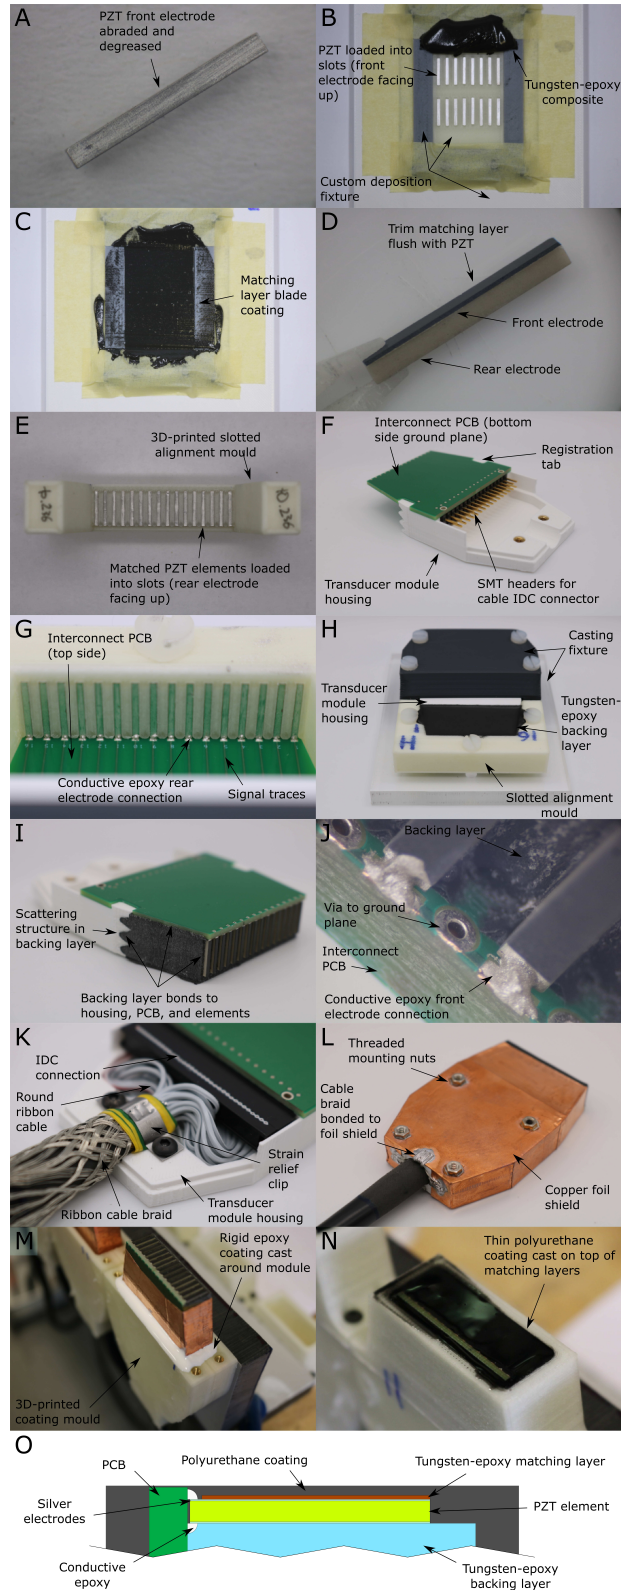 A
PZT front electrode
abraded and
degreased
B
PZT loaded into
slots (front
electrode facing
up)
Tungsten-epoxy
composite
Custom deposition
fixture
C
Matching
layer blade
coating
D
Trim matching layer
flush with PZT
Front electrode
Rear electrode
E
3D-printed slotted
alignment mould
Matched PZT elements loaded
into slots (rear electrode
facing up)
F
Interconnect PCB (bottom
side ground plane)
Registration
tab
Transducer module
housing
SMT headers for
cable IDC connector
G
Interconnect PCB
(top side)
Conductive epoxy rear
electrode connection
Signal traces
H
Casting
fixture
Transducer
module
housing
Tungsten-
epoxy
backing
layer
Slotted alignment
mould
I
Scattering
structure in
backing layer
Backing layer bonds to
housing, PCB, and elements
J
Backing layer
Via to ground
plane
Interconnect
PCB
Conductive epoxy front
electrode connection
K
IDC
connection
Round
ribbon
cable
Strain
relief
clip
Ribbon cable braid
Transducer
module housing
L
Threaded
mounting nuts
Cable
braid
bonded to
foil shield
Copper foil
shield
M
Rigid epoxy
coating cast
around module
3D-printed
coating mould
N
Thin polyurethane
coating cast on top of
matching layers
11
O
PCB
Polyurethane coating
Tungsten-epoxy matching layer
Silver
electrodes
PZT element
Conductive
epoxy
Tungsten-epoxy
backing layer